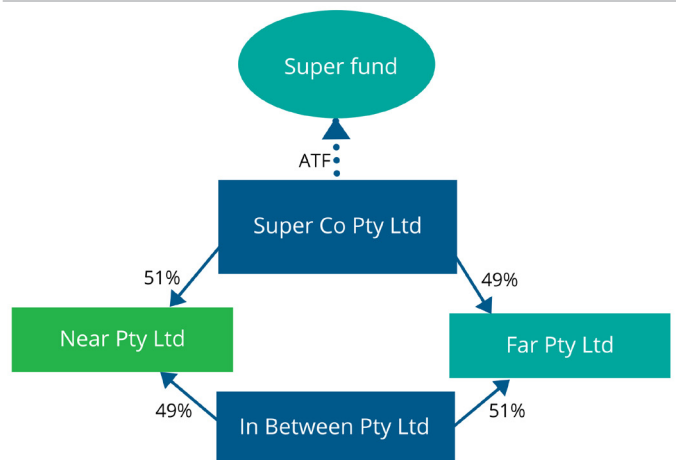 Super fund
ATF
Super Co Pty Ltd
51%
49%
Near Pty Ltd
Far Pty Ltd
49%
51%
In Between Pty Ltd